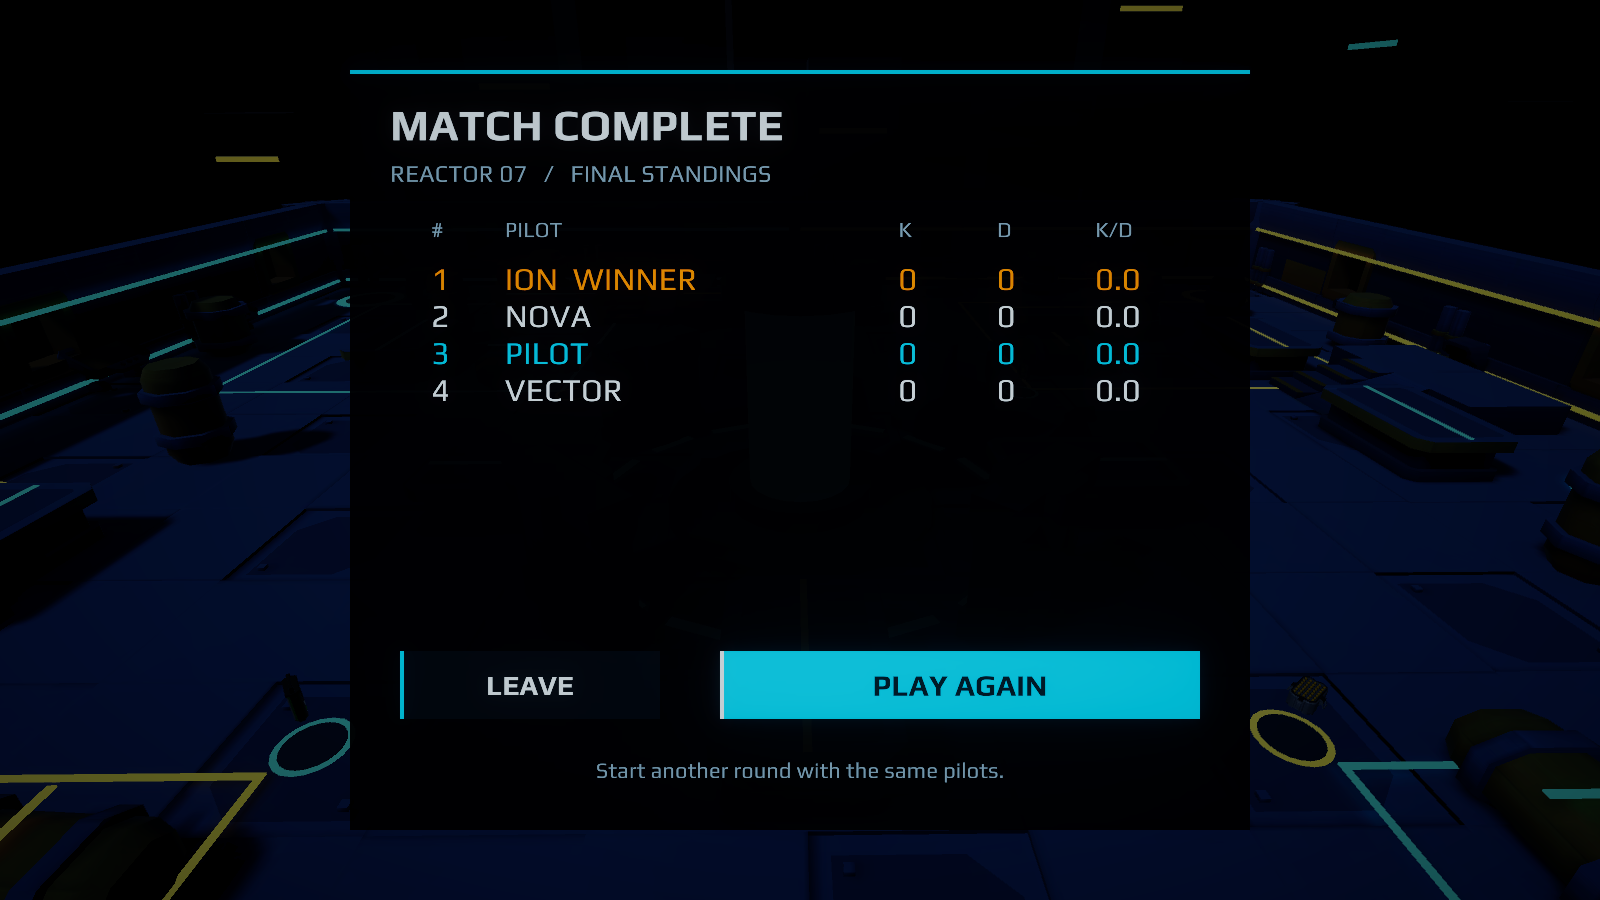 MATCH COMPLETE
REACTOR 07 / FINAL STANDINGS
# PILOT K D K/D
1 ION WINNER 0 0 0.0
2 NOVA 0 0 0.0
3 PILOT 0 0 0.0
4 VECTOR 0 0 0.0
LEAVE PLAY AGAIN
Start another round with the same pilots.